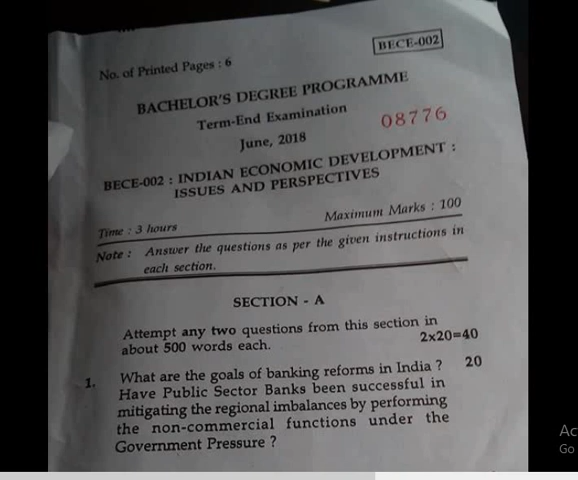 BECE-002
No. of Printed Pages : 6
BACHELOR'S DEGREE PROGRAMME
Term-End Examination
08776
June, 2018
BECE-002 : INDIAN ECONOMIC DEVELOPMENT :
ISSUES AND PERSPECTIVES
Time : 3 hours
Maximum Marks : 100
Note : Answer the questions as per the given instructions in
each section.
SECTION - A
Attempt any two questions from this section in
about 500 words each. 2x20=40
1. What are the goals of banking reforms in India ? 20
Have Public Sector Banks been successful in
mitigating the regional imbalances by performing
the non-commercial functions under the
Government Pressure ?
Ac
Go